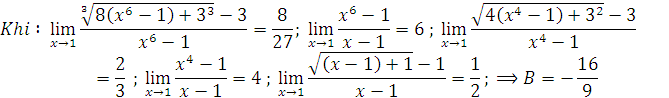 Khi: lim_{x→1} (∛(8(x⁶ − 1) + 3³) − 3)/(x⁶ − 1) = 8/27; lim_{x→1} (x⁶ − 1)/(x − 1) = 6 ; lim_{x→1} (√(4(x⁴ − 1) + 3²) − 3)/(x⁴ − 1)
= 2/3 ; lim_{x→1} (x⁴ − 1)/(x − 1) = 4 ; lim_{x→1} (√((x − 1) + 1) − 1)/(x − 1) = 1/2 ; ⟹ B = −16/9